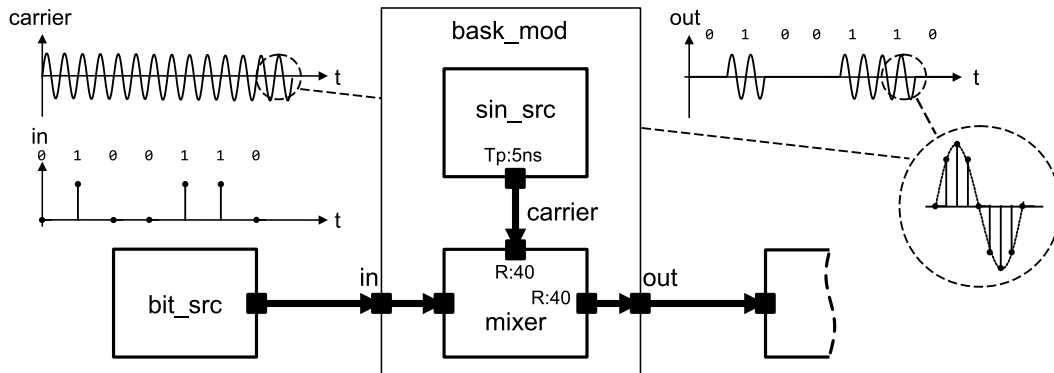 carrier
t
in
0 1 0 0 1 1 0
t
bask_mod
sin_src
Tp:5ns
carrier
R:40
R:40
mixer
bit_src
in
out
out
0 1 0 0 1 1 0
t